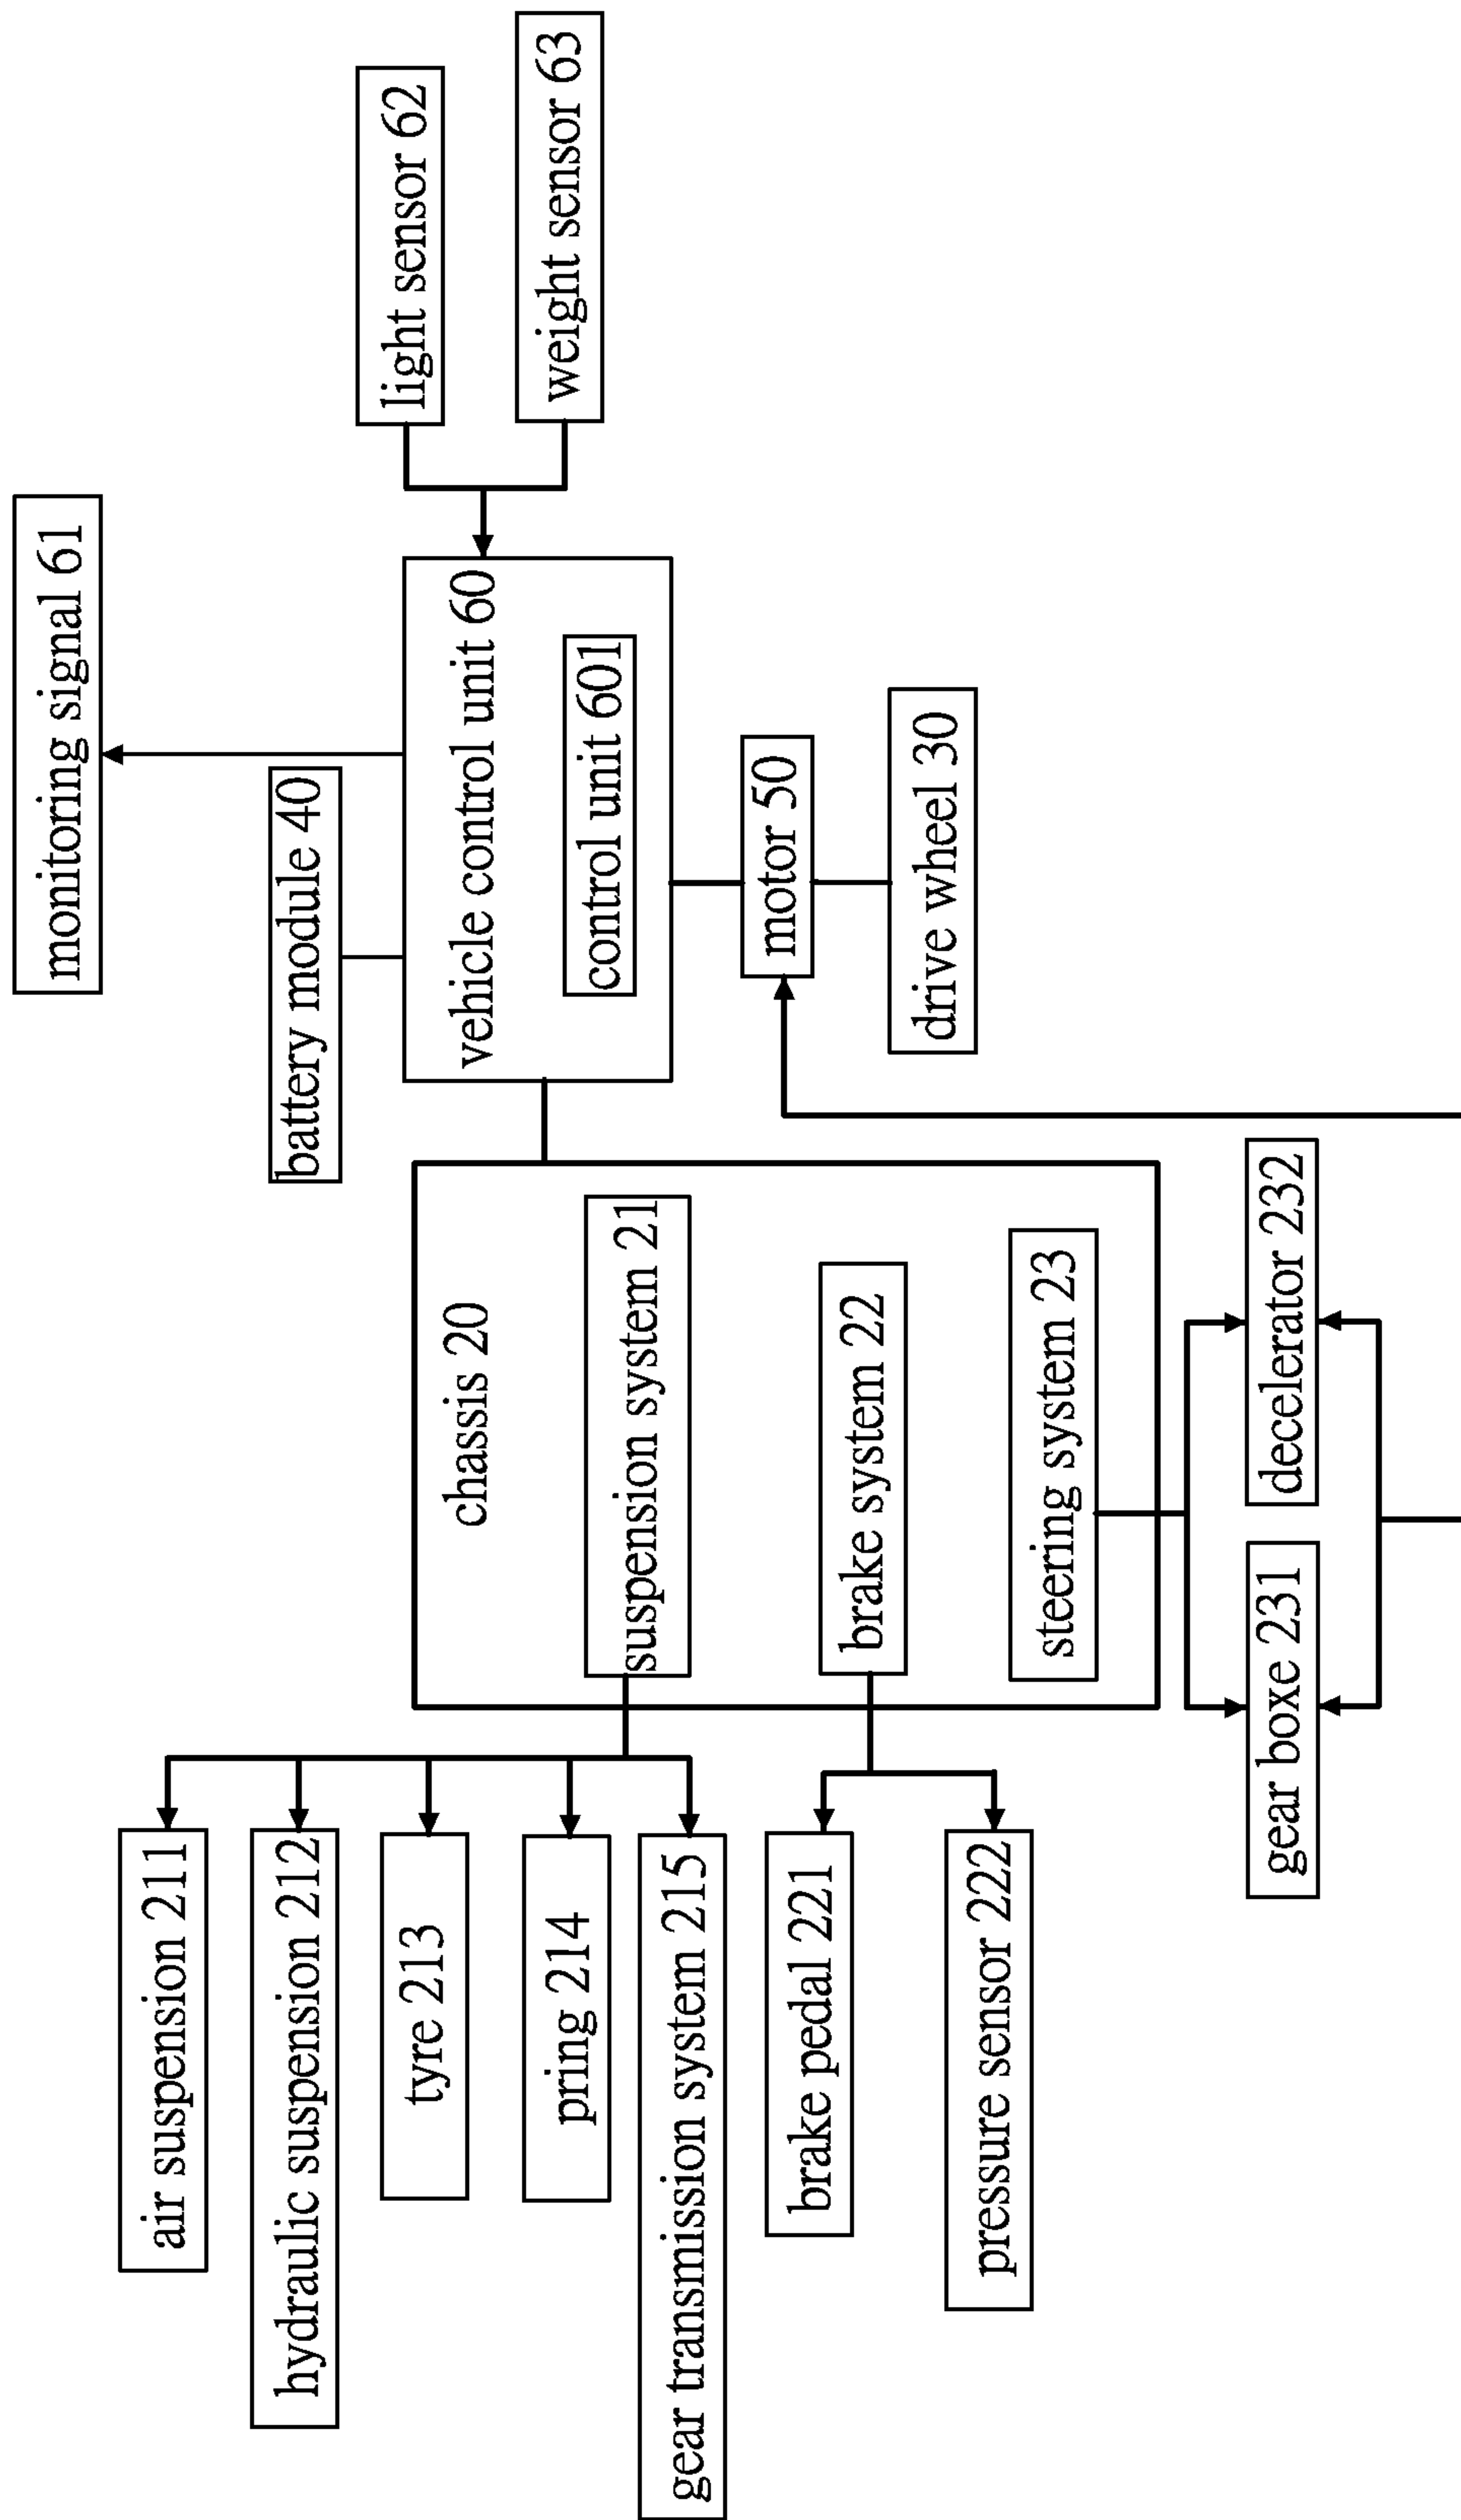 monitoring signal 61
battery module 40
light sensor 62
weight sensor 63
vehicle control unit 60
control unit 601
motor 50
drive wheel 30
chassis 20
suspension system 21
brake system 22
steering system 23
air suspension 211
hydraulic suspension 212
tyre 213
pring 214
gear transmission system 215
brake pedal 221
pressure sensor 222
gear boxe 231
decelerator 232